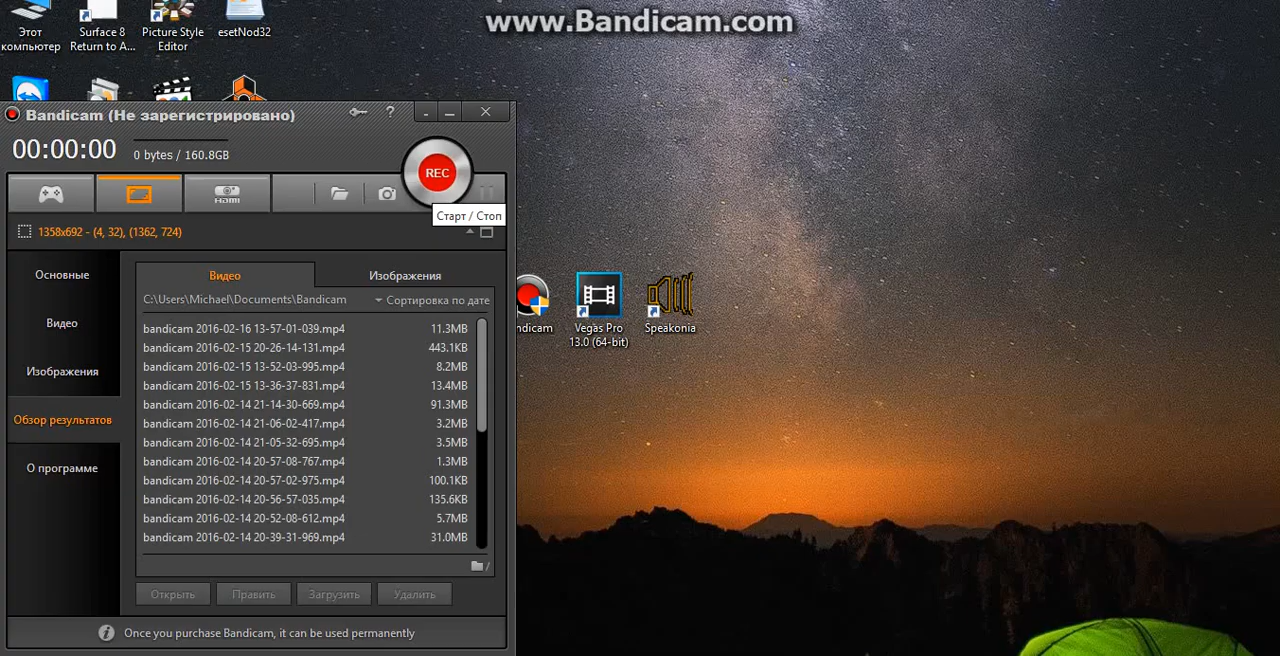 www.Bandicam.com
Этот
компьютер
Surface 8
Return to A...
Picture Style
Editor
esetNod32
Bandicam (Не зарегистрировано)
?
00:00:00
0 bytes / 160.8GB
REC
HDMI
Старт / Стоп
1358x692 - (4, 32), (1362, 724)
Основные
Видео
Изображения
Обзор результатов
О программе
Видео
Изображения
C:\Users\Michael\Documents\Bandicam
Сортировка по дате
bandicam 2016-02-16 13-57-01-039.mp4 11.3MB
bandicam 2016-02-15 20-26-14-131.mp4 443.1KB
bandicam 2016-02-15 13-52-03-995.mp4 8.2MB
bandicam 2016-02-15 13-36-37-831.mp4 13.4MB
bandicam 2016-02-14 21-14-30-669.mp4 91.3MB
bandicam 2016-02-14 21-06-02-417.mp4 3.2MB
bandicam 2016-02-14 21-05-32-695.mp4 3.5MB
bandicam 2016-02-14 20-57-08-767.mp4 1.3MB
bandicam 2016-02-14 20-57-02-975.mp4 100.1KB
bandicam 2016-02-14 20-56-57-035.mp4 135.6KB
bandicam 2016-02-14 20-52-08-612.mp4 5.7MB
bandicam 2016-02-14 20-39-31-969.mp4 31.0MB
Открыть
Править
Загрузить
Удалить
Once you purchase Bandicam, it can be used permanently
ndicam
Vegas Pro
13.0 (64-bit)
Speakonia